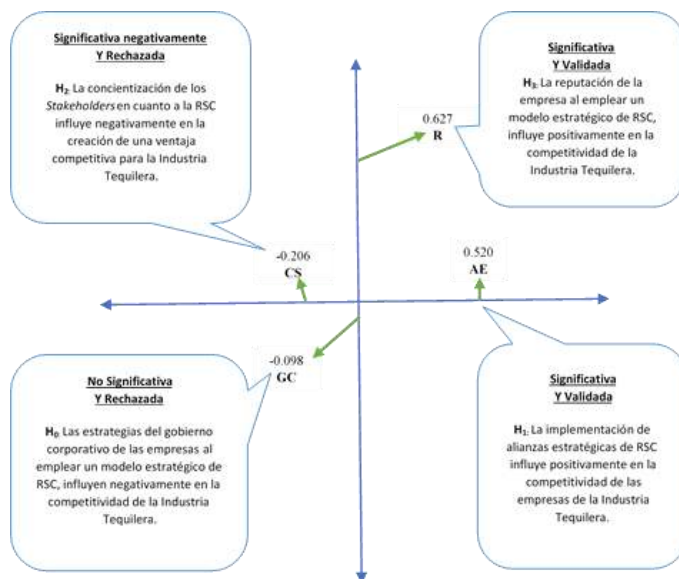 Significativa negativamente
Y Rechazada
H2: La concientización de los
Stakeholders en cuanto a la RSC
influye negativamente en la
creación de una ventaja
competitiva para la Industria
Tequilera.
Significativa
Y Validada
H3: La reputación de la
empresa al emplear un
modelo estratégico de RSC,
influye positivamente en la
competitividad de la
Industria Tequilera.
0.627
R
-0.206
CS
0.520
AE
-0.098
GC
No Significativa
Y Rechazada
H0: Las estrategias del gobierno
corporativo de las empresas al
emplear un modelo estratégico de
RSC, influyen negativamente en la
competitividad de la Industria
Tequilera.
Significativa
Y Validada
H1: La implementación de
alianzas estratégicas de RSC
influye positivamente en la
competitividad de las
empresas de la Industria
Tequilera.